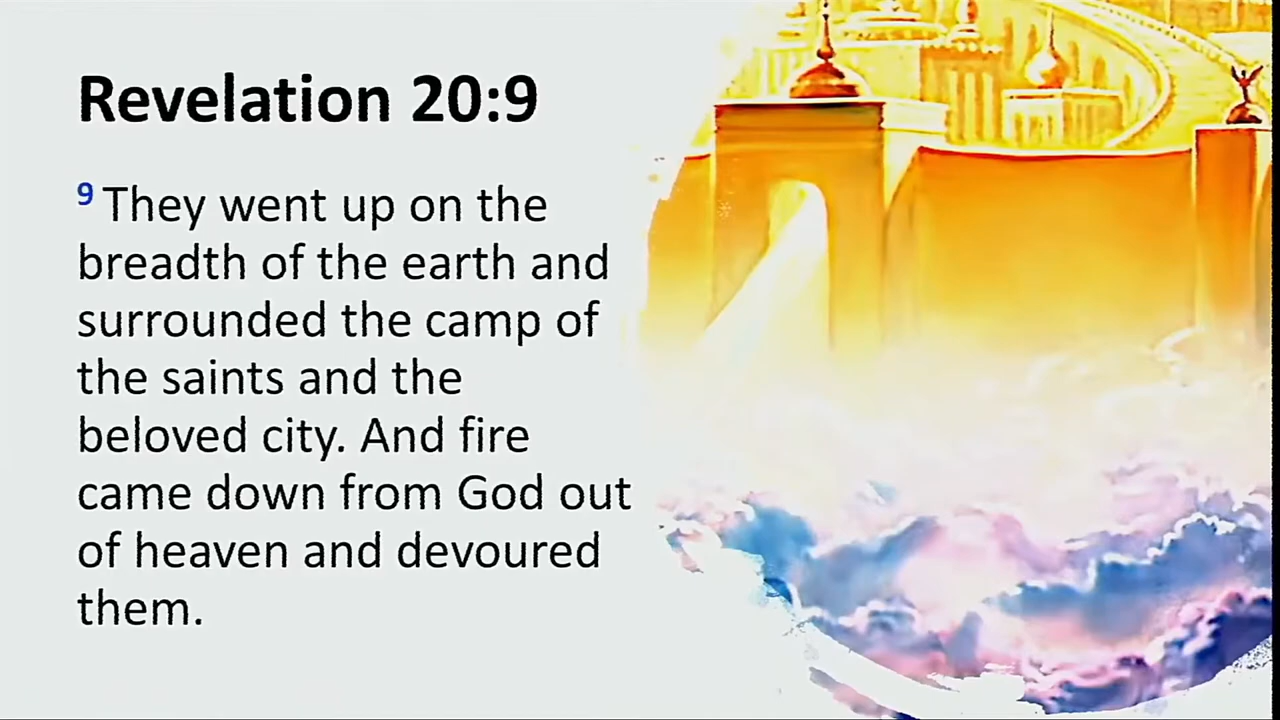 Revelation 20:9
9 They went up on the
breadth of the earth and
surrounded the camp of
the saints and the
beloved city. And fire
came down from God out
of heaven and devoured
them.